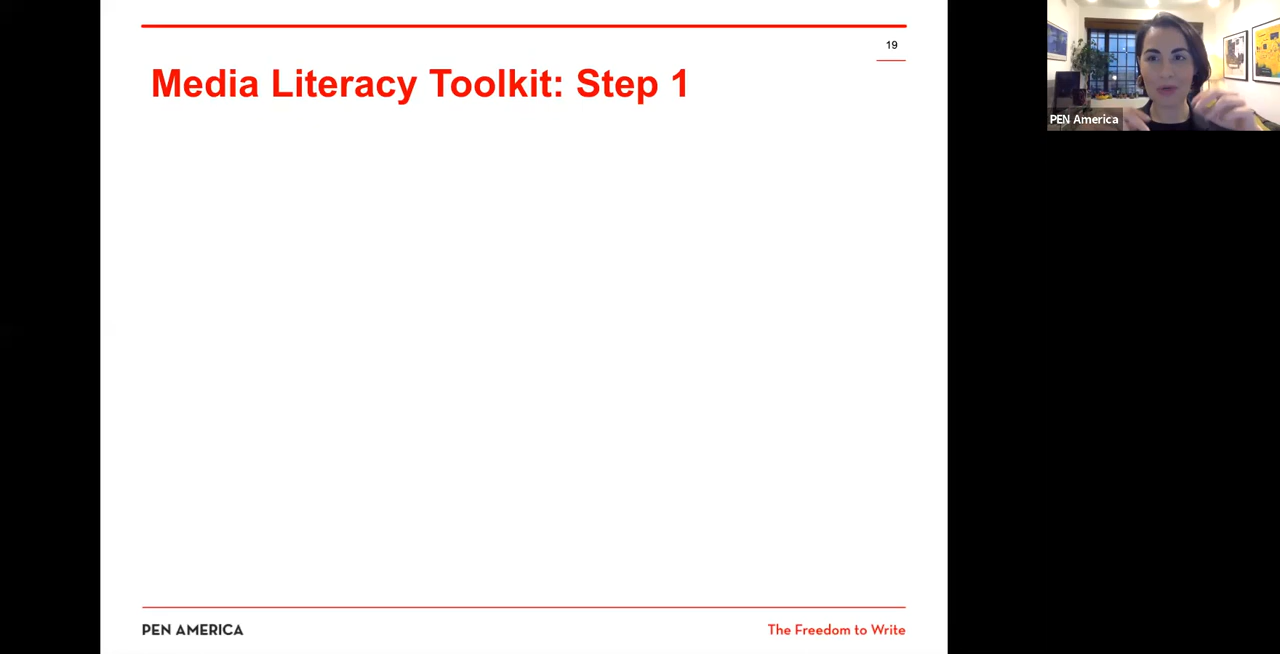 19
Media Literacy Toolkit: Step 1
PEN America
PEN AMERICA
The Freedom to Write